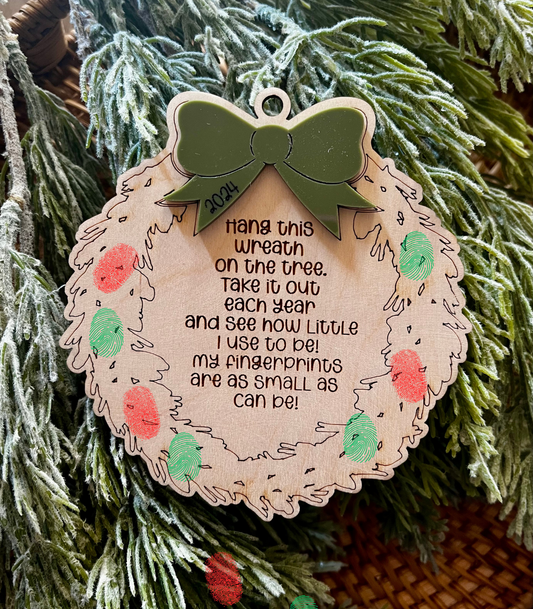 2024
Hang this
wreath
on the tree.
Take it out
each year
and see how Little
I use to be!
My fingerprints
are as small as
can be!